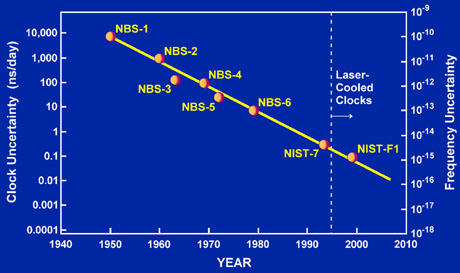 Clock Uncertainty (ns/day)
10,000
1,000
100
10
1
0.1
0.01
0.001
0.0001
NBS-1
NBS-2
NBS-3
NBS-4
NBS-5
NBS-6
NIST-7
NIST-F1
Laser-
Cooled
Clocks
10-9
10-10
10-11
10-12
10-13
10-14
10-15
10-16
10-17
10-18
Frequency Uncertainty
1940 1950 1960 1970 1980 1990 2000 2010
YEAR